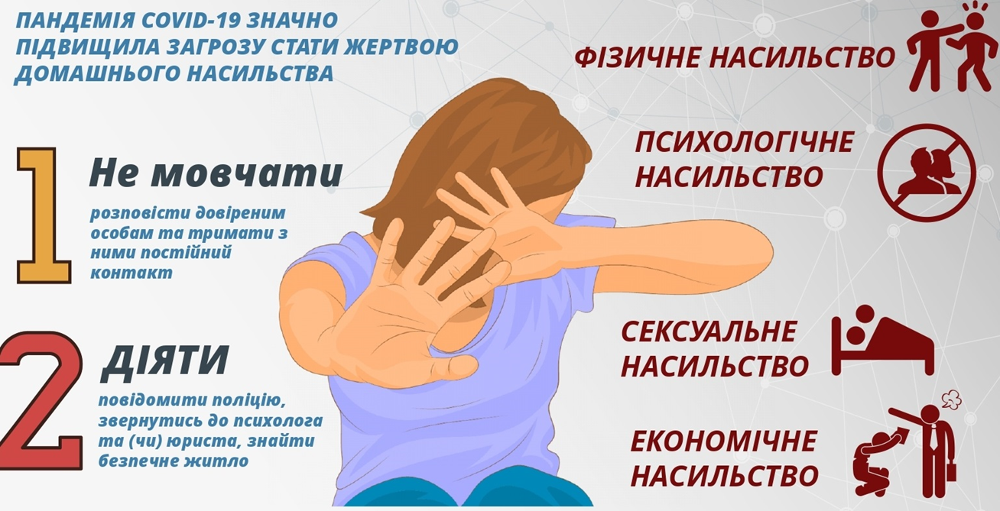 ПАНДЕМІЯ COVID-19 ЗНАЧНО
ПІДВИЩИЛА ЗАГРОЗУ СТАТИ ЖЕРТВОЮ
ДОМАШНЬОГО НАСИЛЬСТВА
1
Не мовчати
розповісти довіреним
особам та тримати з
ними постійний
контакт
2
ДІЯТИ
повідомити поліцію,
звернутись до психолога
та (чи) юриста, знайти
безпечне житло
ФІЗИЧНЕ НАСИЛЬСТВО
ПСИХОЛОГІЧНЕ
НАСИЛЬСТВО
СЕКСУАЛЬНЕ
НАСИЛЬСТВО
ЕКОНОМІЧНЕ
НАСИЛЬСТВО